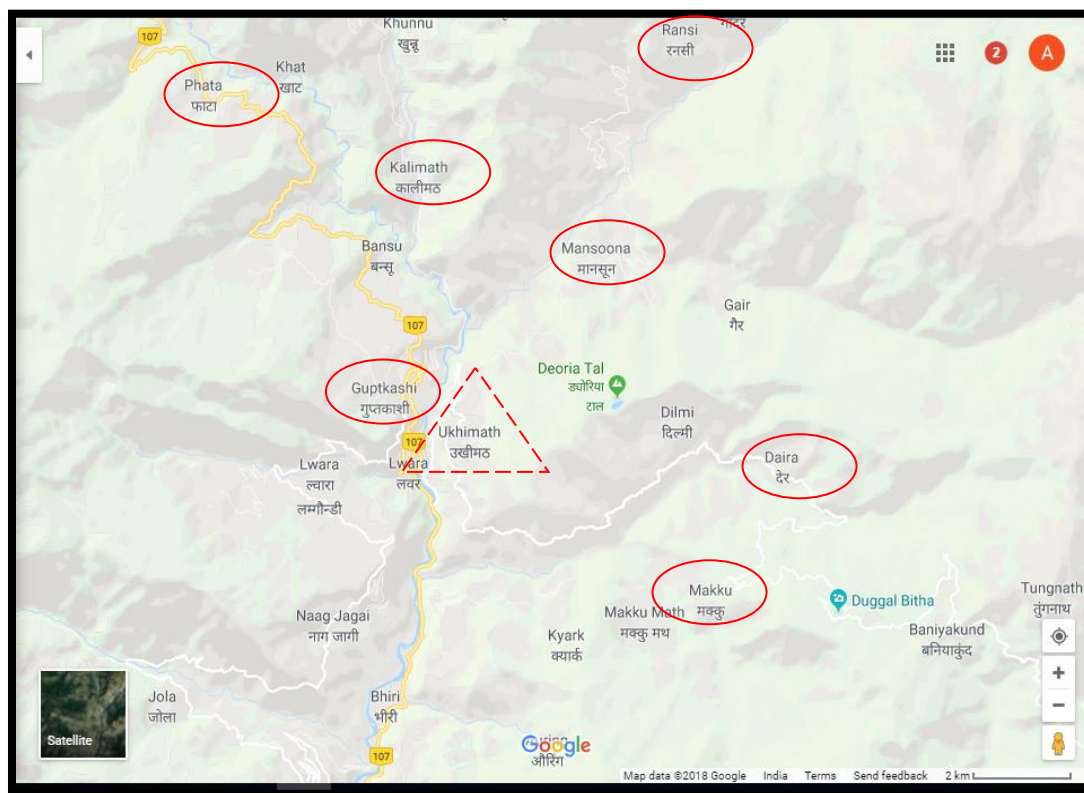 Khunnu
खुन्नू
Ransi
रनसी
107
Khat
खाट
Phata
फाटा
2
A
Kalimath
कालीमठ
Bansu
बन्सू
Mansoona
मानसून
Gair
गैर
107
Deoria Tal
ड्योरिया
टाल
Guptkashi
गुप्तकाशी
Dilmi
दिल्मी
Ukhimath
उखीमठ
107
Daira
देर
Lwara
ल्वारा
Lwara
लवर
लमगौन्डी
Makku
मक्कु
Makku Math
मक्कु मथ
Duggal Bitha
Tungnath
तुंगनाथ
Naag Jagai
नाग जागी
Kyark
क्यार्क
Baniyakund
बनियाकुंद
Jola
जोला
Bhiri
भीरी
107
Satellite
Google
औरिंग
Map data ©2018 Google India Terms Send feedback 2 km